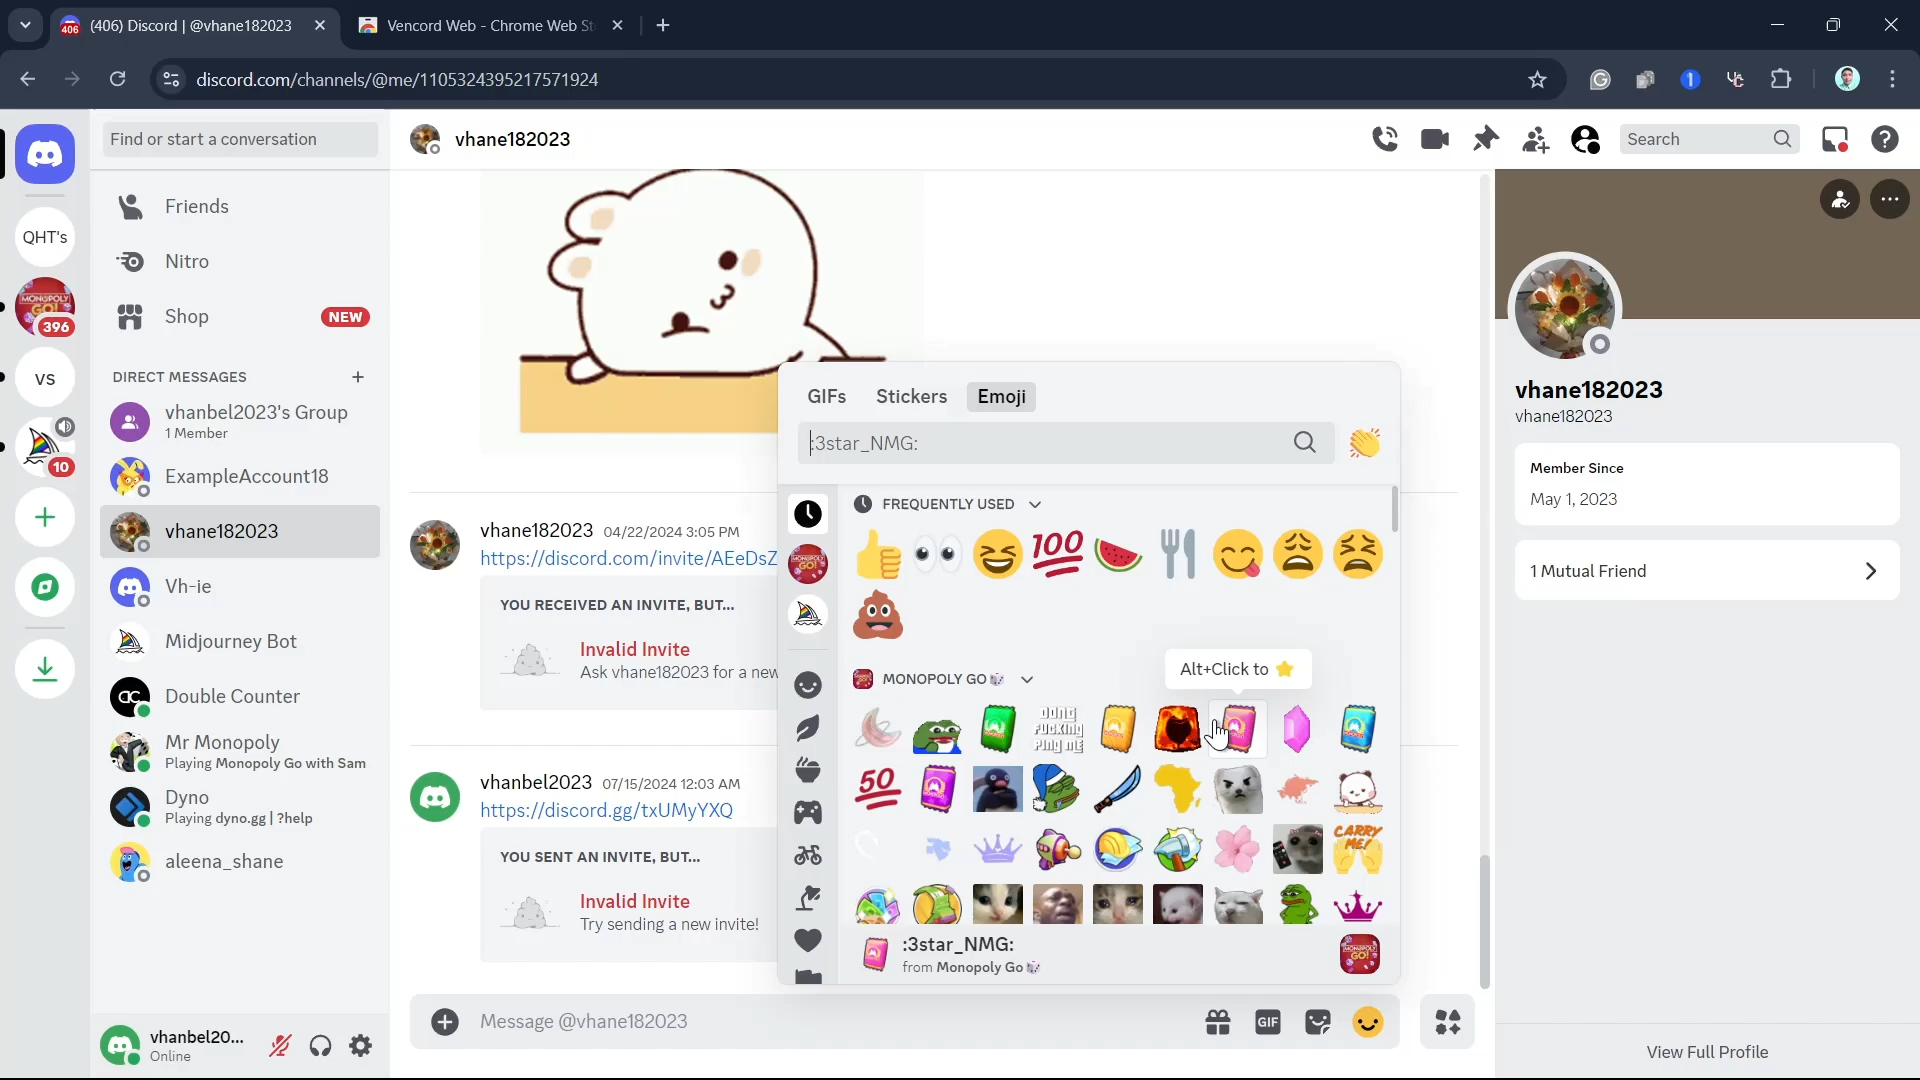 (406) Discord | @vhane182023
Vencord Web - Chrome Web St
discord.com/channels/@me/1105324395217571924
Find or start a conversation
vhane182023
Search
QHT's
396
VS
10
Friends
Nitro
Shop
NEW
DIRECT MESSAGES
vhanbel2023's Group
1 Member
ExampleAccount18
vhane182023
Vh-ie
Midjourney Bot
Double Counter
Mr Monopoly
Playing Monopoly Go with Sam
Dyno
Playing dyno.gg | ?help
aleena_shane
vhanbel20...
Online
vhane182023 04/22/2024 3:05 PM
https://discord.com/invite/AEeDsZ
YOU RECEIVED AN INVITE, BUT...
Invalid Invite
Ask vhane182023 for a new
vhanbel2023 07/15/2024 12:03 AM
https://discord.gg/txUMyYXQ
YOU SENT AN INVITE, BUT...
Invalid Invite
Try sending a new invite!
Message @vhane182023
GIF
GIFs
Stickers
Emoji
:3star_NMG:
FREQUENTLY USED
100
MONOPOLY GO🎲
Alt+Click to ⭐
DONG
FUCKING
PING ME
50
CARRY
ME!
:3star_NMG:
from Monopoly Go🎲
MONOPOLY
GO!
vhane182023
vhane182023
Member Since
May 1, 2023
1 Mutual Friend
View Full Profile